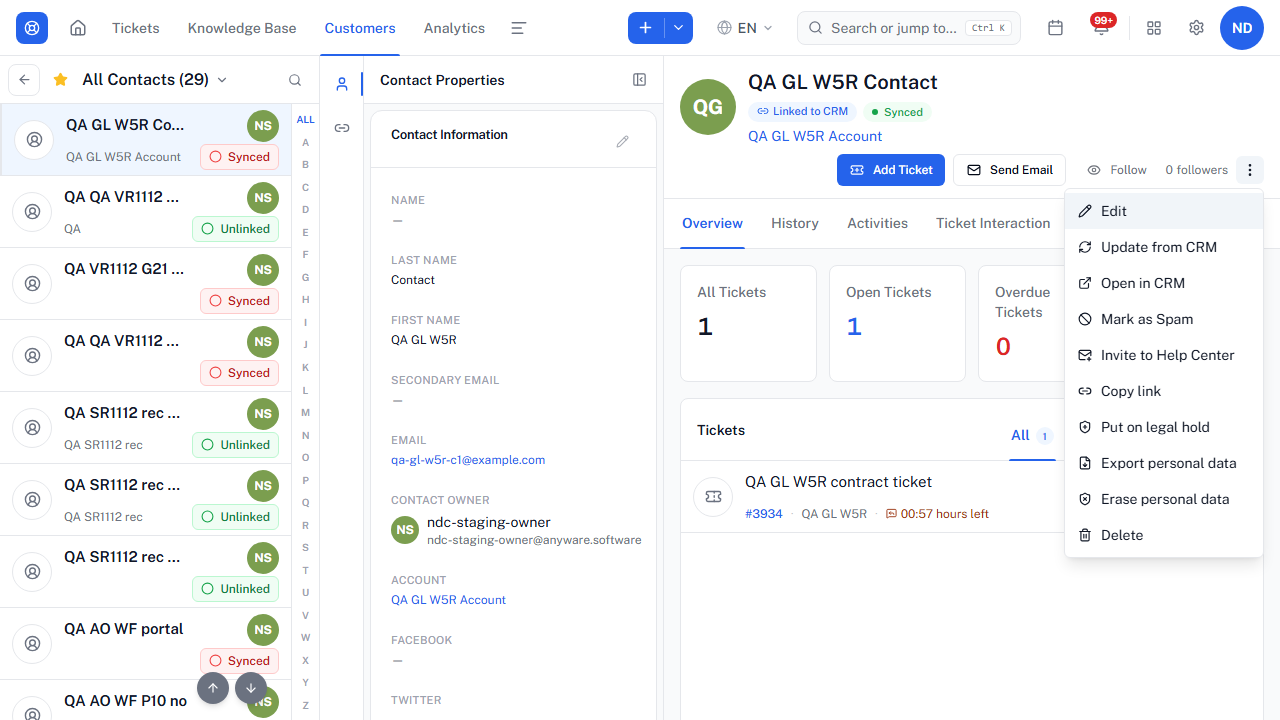 Tickets
Knowledge Base
Customers
Analytics
EN
Search or jump to...
Ctrl K
99+
ND
All Contacts (29)
QA GL W5R Co...
NS
QA GL W5R Account
Synced
QA QA VR1112 ...
NS
QA
Unlinked
QA VR1112 G21 ...
NS
Synced
QA QA VR1112 ...
NS
Synced
QA SR1112 rec ...
NS
QA SR1112 rec
Unlinked
QA SR1112 rec ...
NS
QA SR1112 rec
Unlinked
QA SR1112 rec ...
NS
Unlinked
QA AO WF portal
NS
Synced
QA AO WF P10 no
NS
ALL
A
B
C
D
E
F
G
H
I
J
K
L
M
N
O
P
Q
R
S
T
U
V
W
X
Y
Z
Contact Properties
Contact Information
NAME
—
LAST NAME
Contact
FIRST NAME
QA GL W5R
SECONDARY EMAIL
—
EMAIL
qa-gl-w5r-c1@example.com
CONTACT OWNER
NS
ndc-staging-owner
ndc-staging-owner@anyware.software
ACCOUNT
QA GL W5R Account
FACEBOOK
—
TWITTER
QG
QA GL W5R Contact
Linked to CRM
Synced
QA GL W5R Account
Add Ticket
Send Email
Follow
0 followers
Overview
History
Activities
Ticket Interaction
All Tickets
1
Open Tickets
1
Overdue
Tickets
0
Tickets
All 1
QA GL W5R contract ticket
#3934 · QA GL W5R · 00:57 hours left
Edit
Update from CRM
Open in CRM
Mark as Spam
Invite to Help Center
Copy link
Put on legal hold
Export personal data
Erase personal data
Delete